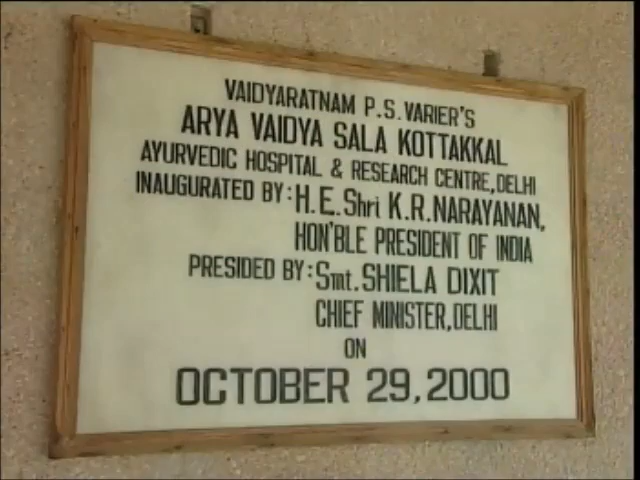 VAIDYARATNAM P.S.VARIER'S
ARYA VAIDYA SALA KOTTAKKAL
AYURVEDIC HOSPITAL & RESEARCH CENTRE, DELHI
INAUGURATED BY: H.E.Shri K.R.NARAYANAN,
HON'BLE PRESIDENT OF INDIA
PRESIDED BY: Smt. SHIELA DIXIT
CHIEF MINISTER, DELHI
ON
OCTOBER 29, 2000